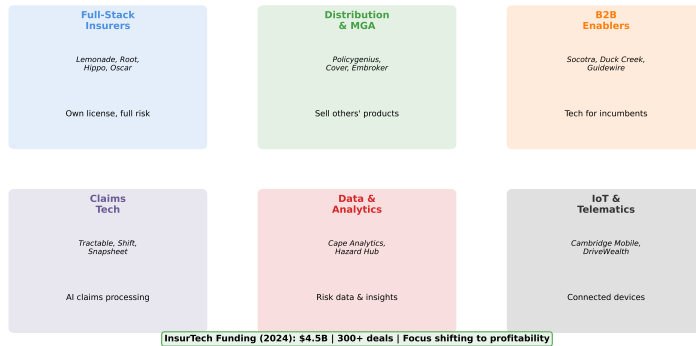 Full-Stack
Insurers
Lemonade, Root,
Hippo, Oscar
Own license, full risk
Distribution
& MGA
Policygenius,
Cover, Embroker
Sell others' products
B2B
Enablers
Socotra, Duck Creek,
Guidewire
Tech for incumbents
Claims
Tech
Tractable, Shift,
Snapsheet
AI claims processing
Data &
Analytics
Cape Analytics,
Hazard Hub
Risk data & insights
IoT &
Telematics
Cambridge Mobile,
DriveWealth
Connected devices
InsurTech Funding (2024): $4.5B | 300+ deals | Focus shifting to profitability